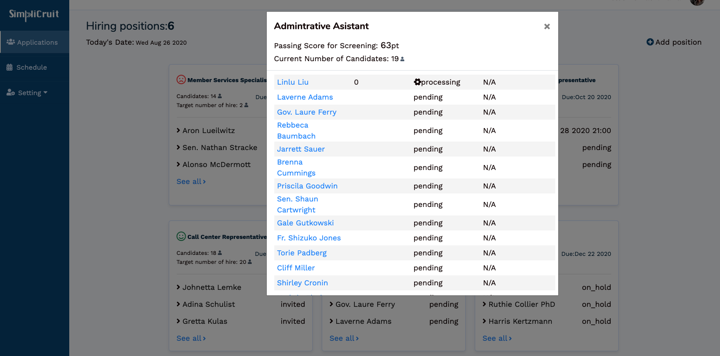 SimpliCruit
Applications
Schedule
Setting
Hiring positions:6
Today's Date: Wed Aug 26 2020
Add position
Admintrative Asistant
×
Passing Score for Screening: 63pt
Current Number of Candidates: 19
Linlu Liu 0 processing N/A
Laverne Adams pending N/A
Gov. Laure Ferry pending N/A
Rebbeca
Baumbach pending N/A
Jarrett Sauer pending N/A
Brenna
Cummings pending N/A
Priscila Goodwin pending N/A
Sen. Shaun
Cartwright pending N/A
Gale Gutkowski pending N/A
Fr. Shizuko Jones pending N/A
Torie Padberg pending N/A
Cliff Miller pending N/A
Shirley Cronin pending N/A
Member Services Specialis
Candidates: 14
Target number of hire: 2
Aron Lueilwitz
Sen. Nathan Stracke
Alonso McDermott
See all
presentative
Due:Oct 20 2020
28 2020 21:00
pending
pending
Call Center Representative
Candidates: 18
Target number of hire: 20
Johnetta Lemke
Adina Schulist invited
Gretta Kulas invited
See all
Gov. Laure Ferry pending
Laverne Adams pending
See all
Due:Dec 22 2020
on_hold
Ruthie Collier PhD on_hold
Harris Kertzmann on_hold
See all